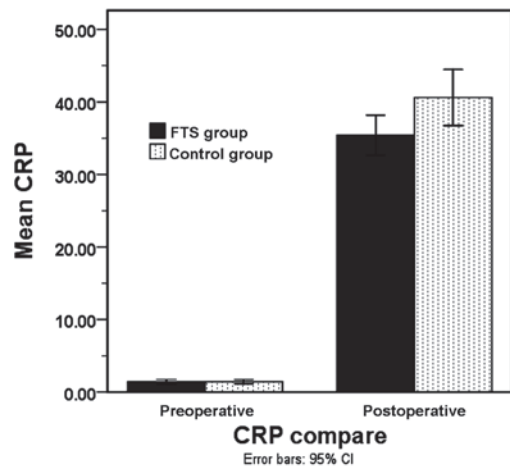 50.00
40.00
30.00
20.00
10.00
0.00
Mean CRP
FTS group
Control group
Preoperative Postoperative
CRP compare
Error bars: 95% CI